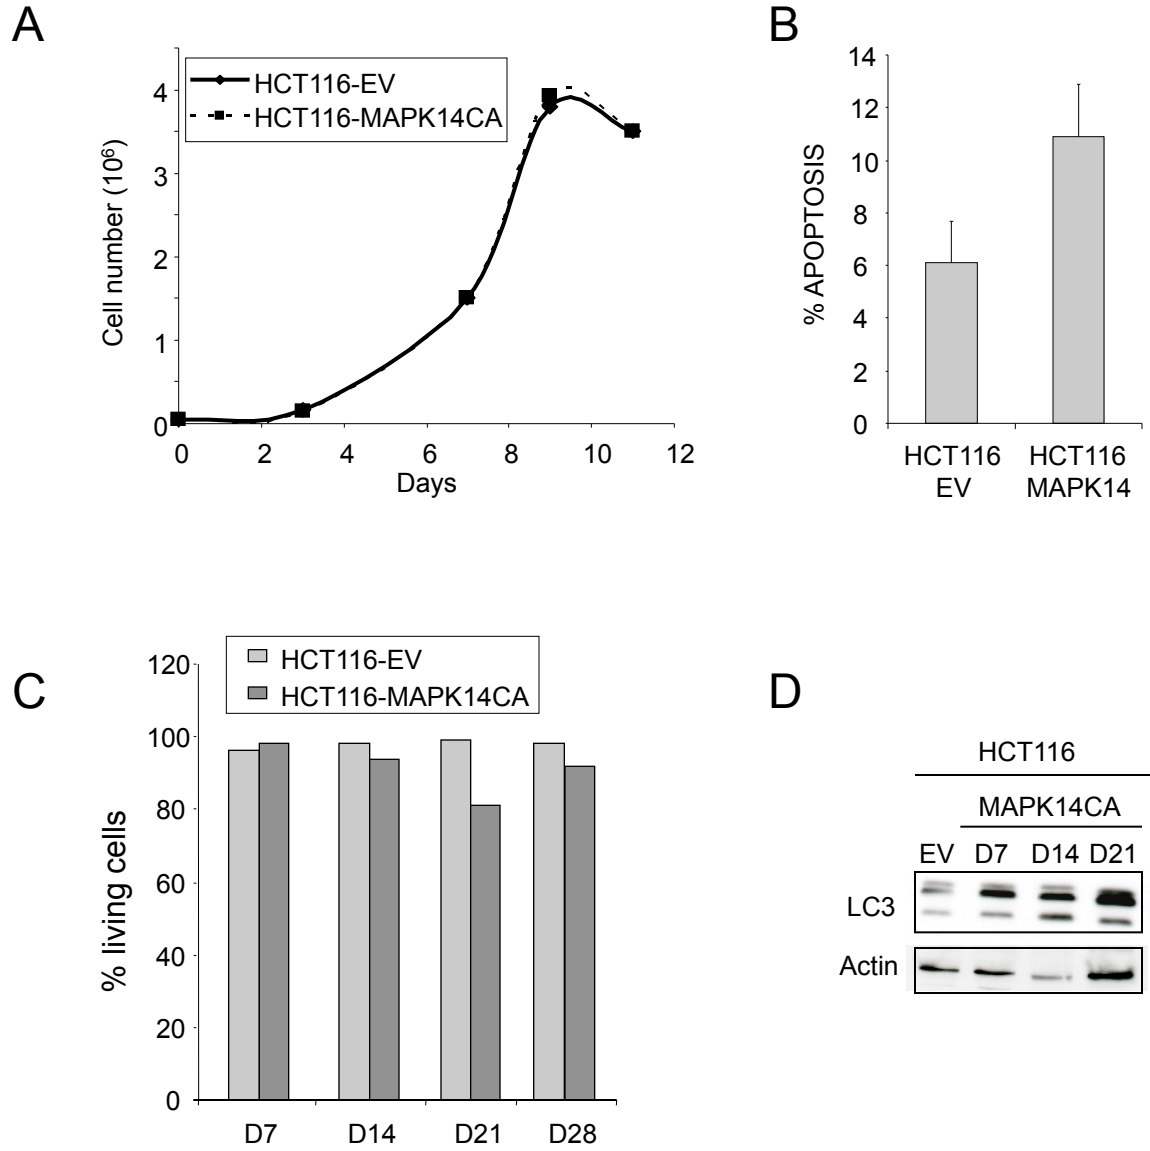 A
HCT116-EV
HCT116-MAPK14CA
Cell number (10⁶)
4
3
2
1
0
0 2 4 6 8 10 12
Days
B
% APOPTOSIS
14
12
10
8
6
4
2
0
HCT116 HCT116
EV MAPK14
C
HCT116-EV
HCT116-MAPK14CA
% living cells
120
100
80
60
40
20
0
D7 D14 D21 D28
D
HCT116
MAPK14CA
EV D7 D14 D21
LC3
Actin